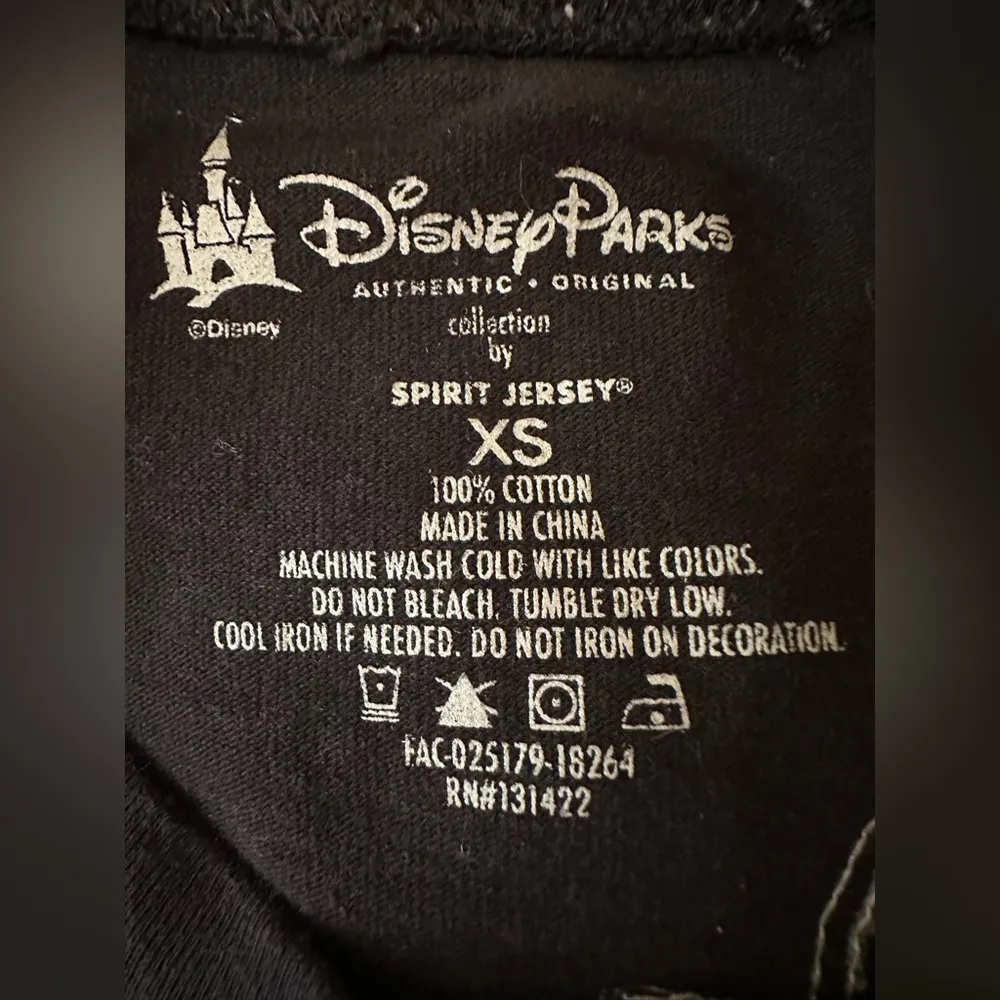 DISNEY PARKS
AUTHENTIC • ORIGINAL
©Disney
collection
by
SPIRIT JERSEY®
XS
100% COTTON
MADE IN CHINA
MACHINE WASH COLD WITH LIKE COLORS.
DO NOT BLEACH. TUMBLE DRY LOW.
COOL IRON IF NEEDED. DO NOT IRON ON DECORATION.
FAC-025179-18264
RN#131422